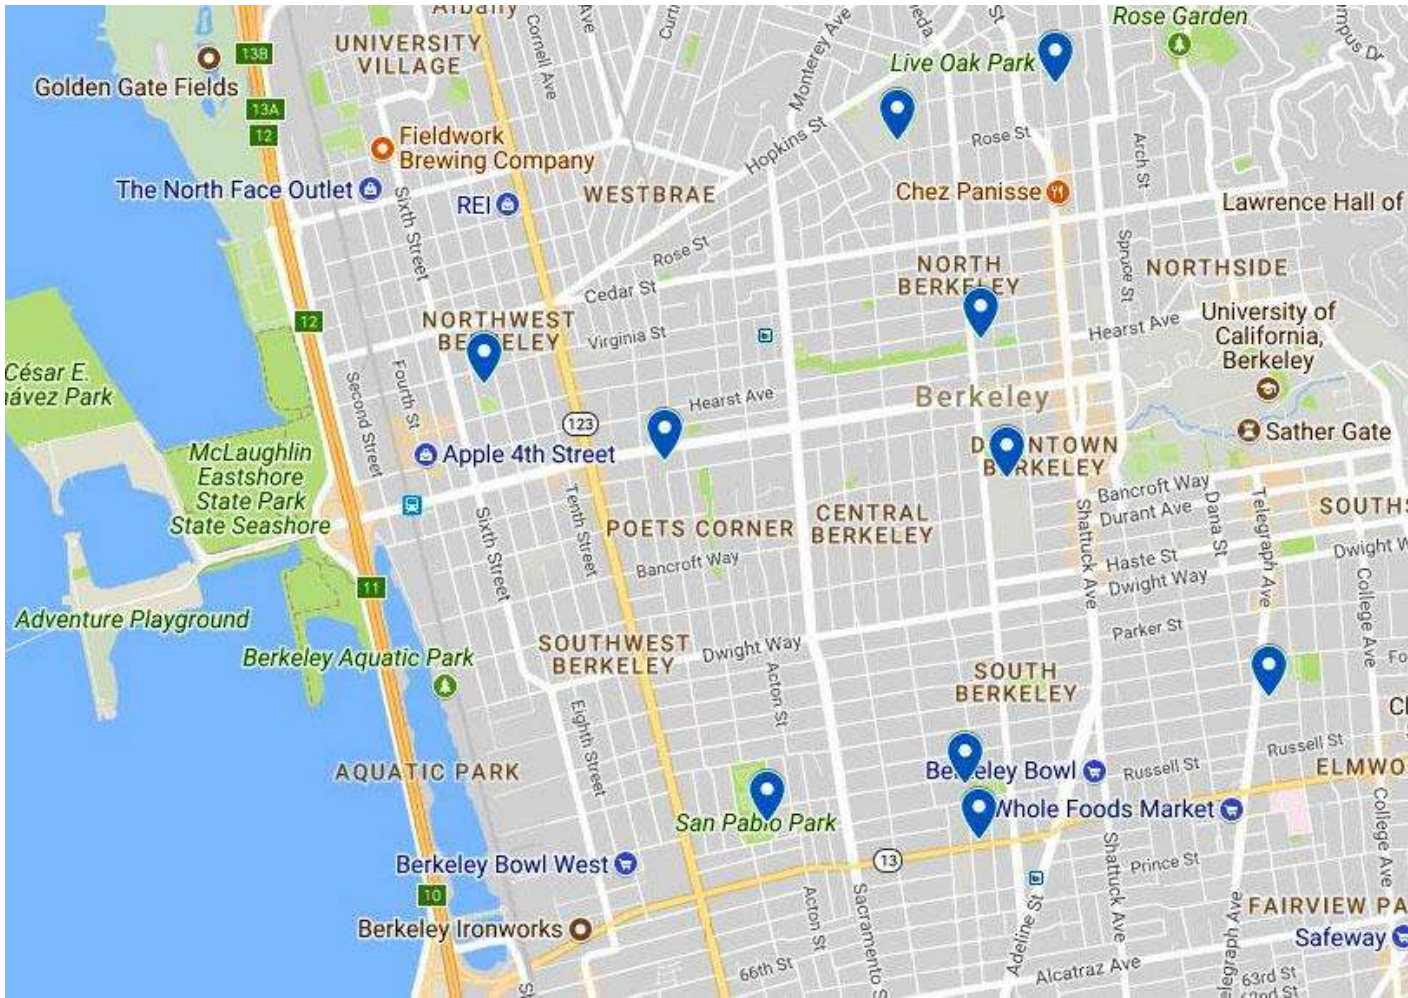 Albany
Rose Garden
13B
UNIVERSITY
VILLAGE
Cornell Ave
Ave
Monterey Ave
St
Live Oak Park
Golden Gate Fields
13A
12
Fieldwork
Brewing Company
Hopkins St
Rose St
Arch St
The North Face Outlet
REI
WESTBRAE
Chez Panisse
Lawrence Hall of
Sixth Street
Rose St
Spruce St
NORTH
BERKELEY
NORTHSIDE
Cedar St
12
NORTHWEST
BERKELEY
Virginia St
Hearst Ave
University of
California,
Berkeley
César E.
hávez Park
Second Street
Fourth St
Hearst Ave
Berkeley
123
McLaughlin
Eastshore
State Park
State Seashore
Apple 4th Street
DOWNTOWN
BERKELEY
Sather Gate
Tenth Street
Sixth Street
POETS CORNER
CENTRAL
BERKELEY
Bancroft Way
Durant Ave
Dana St
Telegraph Ave
SOUTHS
Shattuck Ave
Bancroft Way
Haste St
Dwight Way
Dwight W
College Ave
11
Adventure Playground
Berkeley Aquatic Park
SOUTHWEST
BERKELEY
Dwight Way
Acton St
Parker St
SOUTH
BERKELEY
Fo
Eighth Street
AQUATIC PARK
Berkeley Bowl
Russell St
Russell St
ELMWO
San Pablo Park
Whole Foods Market
College Ave
Berkeley Bowl West
13
Shattuck Ave
Prince St
10
Berkeley Ironworks
Acton St
Sacramento S
Adeline St
Telegraph Ave
FAIRVIEW PA
Safeway
66th St
Alcatraz Ave
63rd St